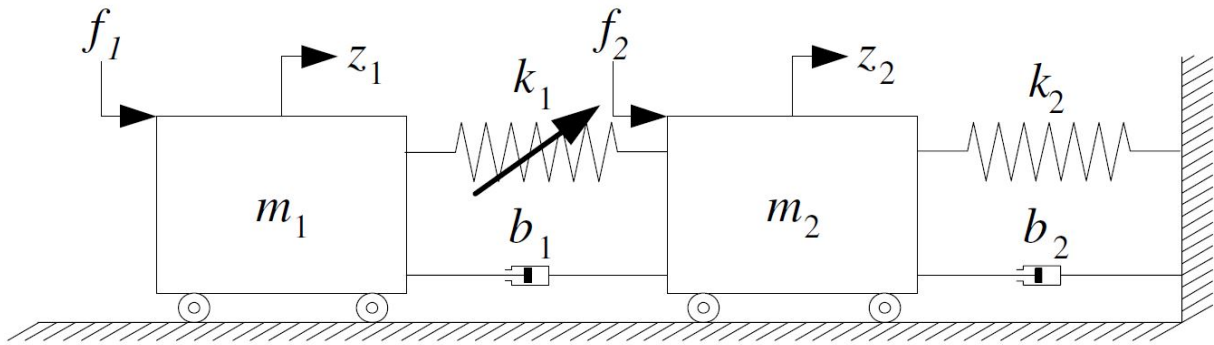 f₁ z₁ k₁ f₂ z₂ k₂
m₁ b₁ m₂ b₂